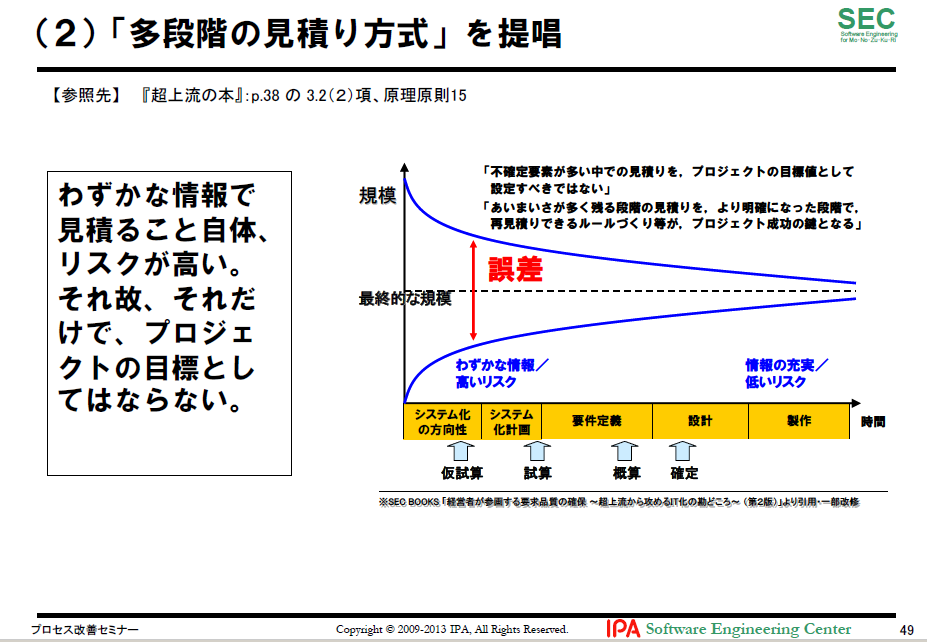 （２）「多段階の見積り方式」を提唱
SEC
Software Engineering
for Mo･No･Zu･Ku･Ri
【参照先】　『超上流の本』:p.38 の 3.2（２）項、原理原則15
わずかな情報で
見積ること自体、
リスクが高い。
それ故、それだ
けで、プロジェ
クトの目標とし
てはならない。
「不確定要素が多い中での見積りを，プロジェクトの目標値として
設定すべきではない」
「あいまいさが多く残る段階の見積りを，より明確になった段階で，
再見積りできるルールづくり等が，プロジェクト成功の鍵となる」
規模
誤差
最終的な規模
わずかな情報／
高いリスク
情報の充実／
低いリスク
システム化
の方向性
システム
化計画
要件定義
設計
製作
時間
仮試算
試算
概算
確定
※SEC BOOKS「経営者が参画する要求品質の確保 ～超上流から攻めるIT化の勘どころ～（第2版）」より引用・一部改修
プロセス改善セミナー
Copyright © 2009-2013 IPA, All Rights Reserved.
IPA Software Engineering Center
49